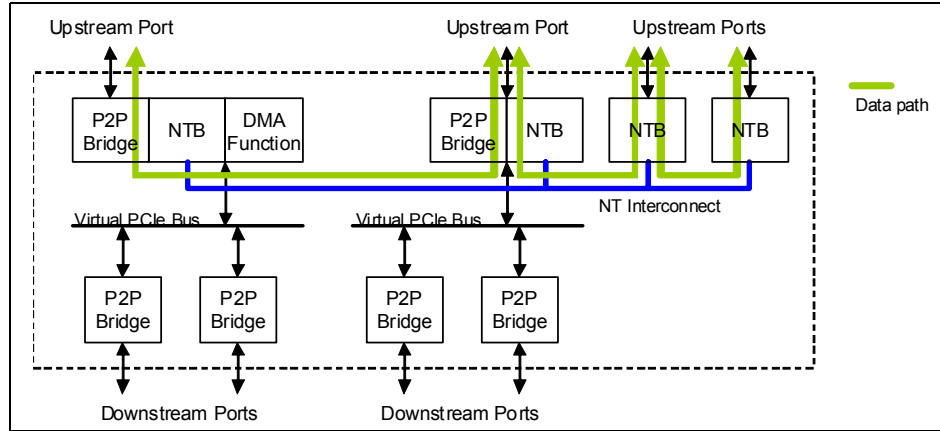 Upstream Port
Upstream Port
Upstream Ports
Data path
P2P
Bridge
NTB
DMA
Function
P2P
Bridge
NTB
NTB
NTB
NT Interconnect
Virtual PCIe Bus
Virtual PCIe Bus
P2P
Bridge
P2P
Bridge
P2P
Bridge
P2P
Bridge
Downstream Ports
Downstream Ports